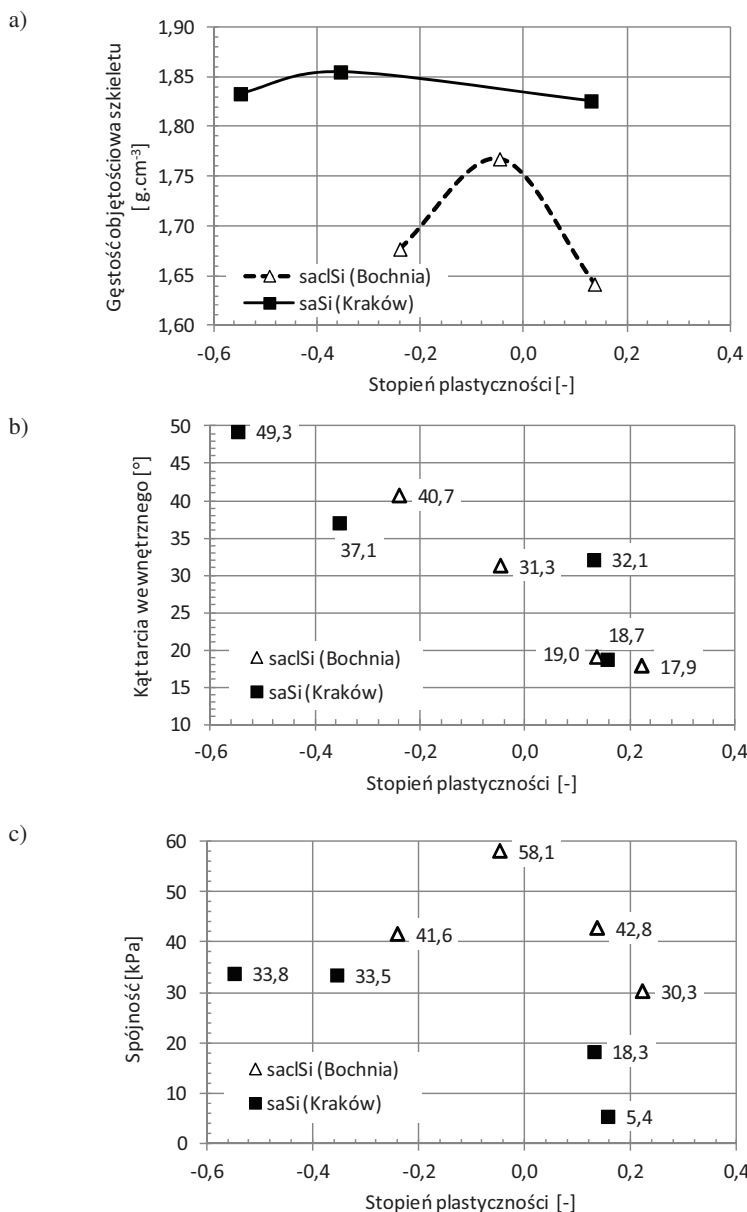 a)
Gęstość objętościowa szkieletu
[ g.cm-3]
1,90
1,85
1,80
1,75
1,70
1,65
1,60
saclSi (Bochnia)
saSi (Kraków)
-0,6 -0,4 -0,2 0,0 0,2 0,4
Stopień plastyczności [-]
b)
Kąt tarcia wewnętrznego [°]
50
45
40
35
30
25
20
15
10
49,3
40,7
37,1
31,3
32,1
18,7
19,0
17,9
saclSi (Bochnia)
saSi (Kraków)
-0,6 -0,4 -0,2 0,0 0,2 0,4
Stopień plastyczności [-]
c)
Spójność [kPa]
60
50
40
30
20
10
0
58,1
41,6
42,8
33,8
33,5
30,3
18,3
5,4
saclSi (Bochnia)
saSi (Kraków)
-0,6 -0,4 -0,2 0,0 0,2 0,4
Stopień plastyczności [-]